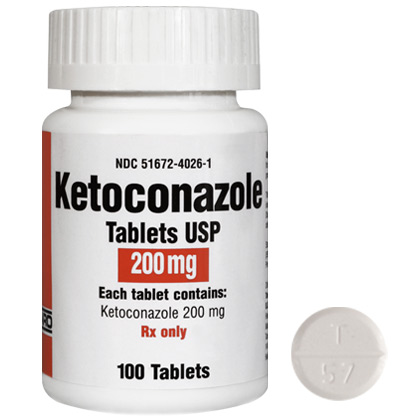 NDC 51672-4026-1
Ketoconazole
Tablets USP
200 mg
Each tablet contains:
Ketoconazole 200 mg
Rx only
100 Tablets
T
57